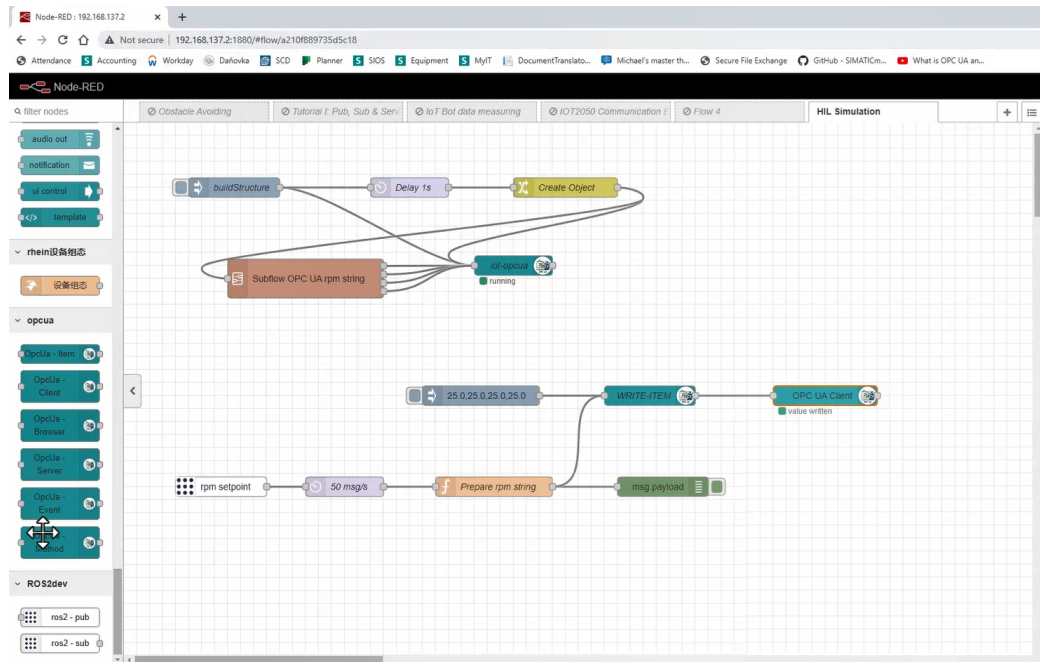 Node-RED : 192.168.137.2
Not secure | 192.168.137.2:1880/#flow/a210f889735d5c18
Attendance Accounting Workday Daňovka SCD Planner SIOS Equipment MyIT DocumentTranslato... Michael's master th... Secure File Exchange GitHub - SIMATICm... What is OPC UA an...
Node-RED
filter nodes
Obstacle Avoiding Tutorial I: Pub, Sub & Serv IoT Bot data measuring IOT2050 Communication E Flow 4 HIL Simulation
audio out
notification
ui control
template
rhein设备组态
设备组态
opcua
OpcUa - Item
OpcUa - Client
OpcUa - Browser
OpcUa - Server
OpcUa - Event
Method
ROS2dev
ros2 - pub
ros2 - sub
buildStructure Delay 1s Create Object
Subflow OPC UA rpm string
iot-opcua
running
25.0,25.0,25.0,25.0 WRITE-ITEM OPC UA Client
value written
rpm setpoint 50 msg/s Prepare rpm string msg.payload